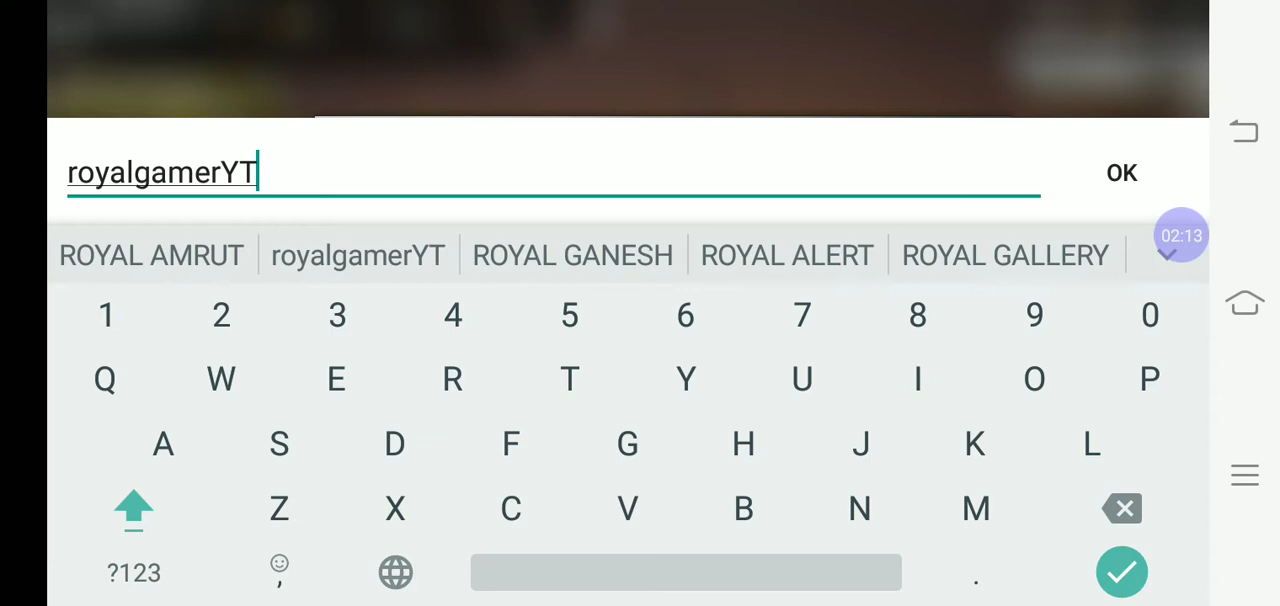 royalgamerYT OK
ROYAL AMRUT royalgamerYT ROYAL GANESH ROYAL ALERT ROYAL GALLERY 02:13
1 2 3 4 5 6 7 8 9 0
Q W E R T Y U I O P
A S D F G H J K L
Z X C V B N M
?123 , .